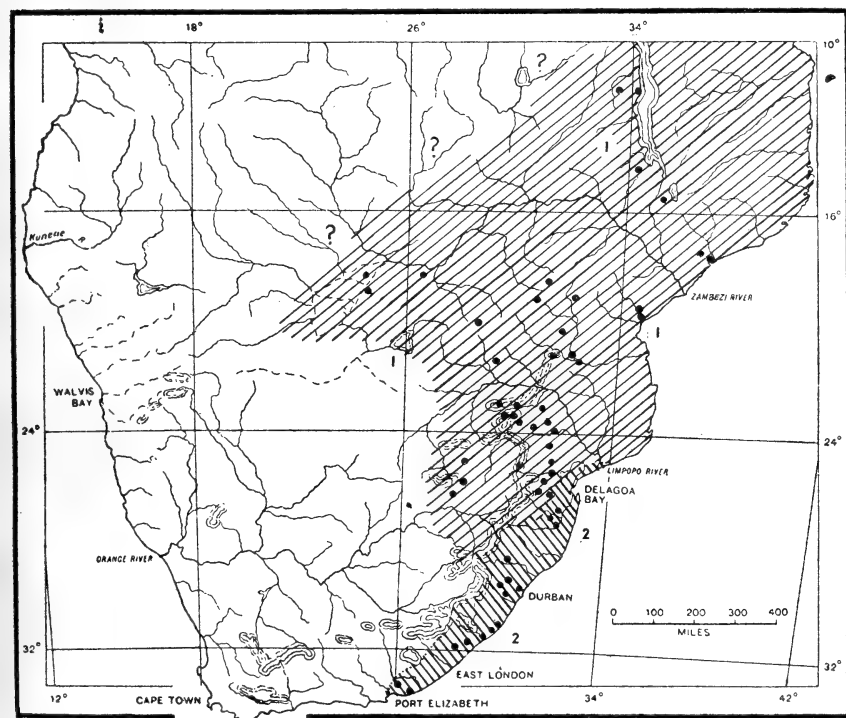 18° 26° 34°
10°
?
?
1
16°
?
Kunene
ZAMBEZI RIVER
1
1
WALVIS
BAY
24° 24°
LIMPOPO RIVER
DELAGOA
BAY
2
ORANGE RIVER
DURBAN
0 100 200 300 400
MILES
2
32° 32°
EAST LONDON
12° CAPE TOWN PORT ELIZABETH 34° 42°